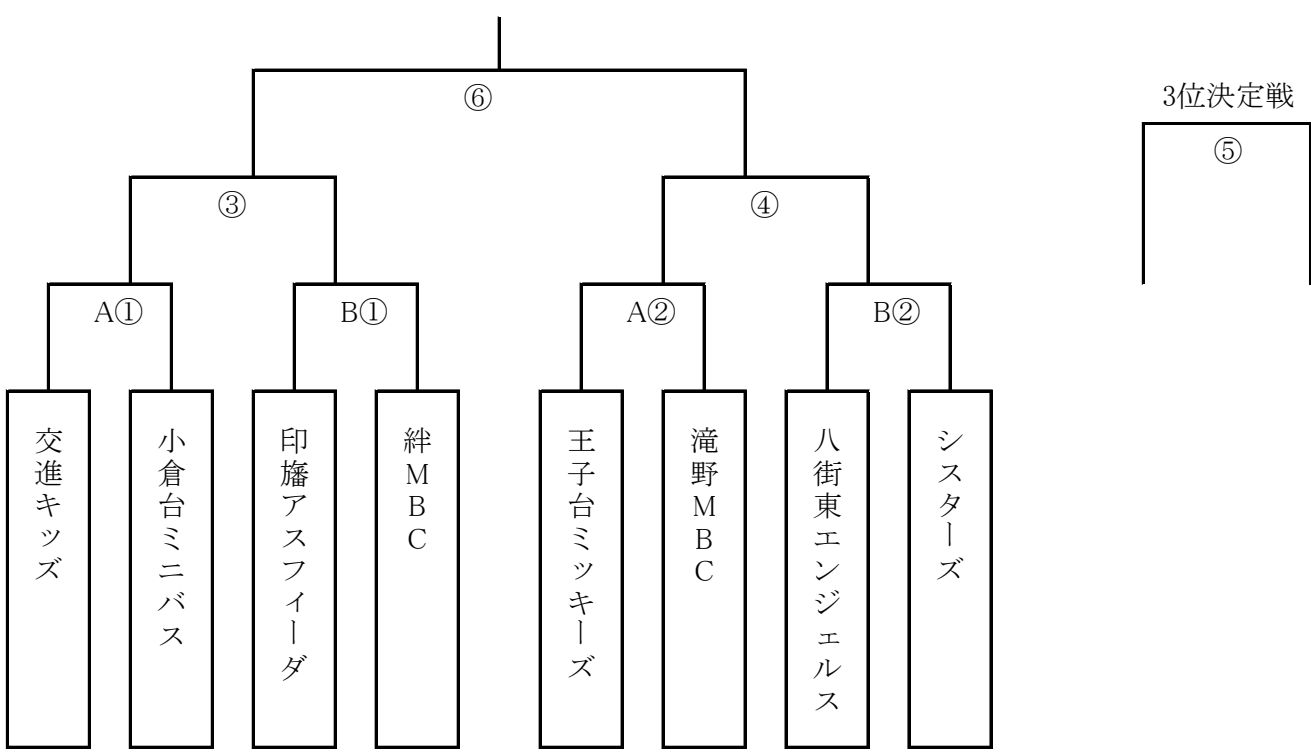 ⑥
3位決定戦
⑤
③
④
A①
B①
A②
B②
交進キッズ
小倉台ミニバス
印旛アスフィーダ
絆MBC
王子台ミッキーズ
滝野MBC
八街東エンジェルス
シスターズ